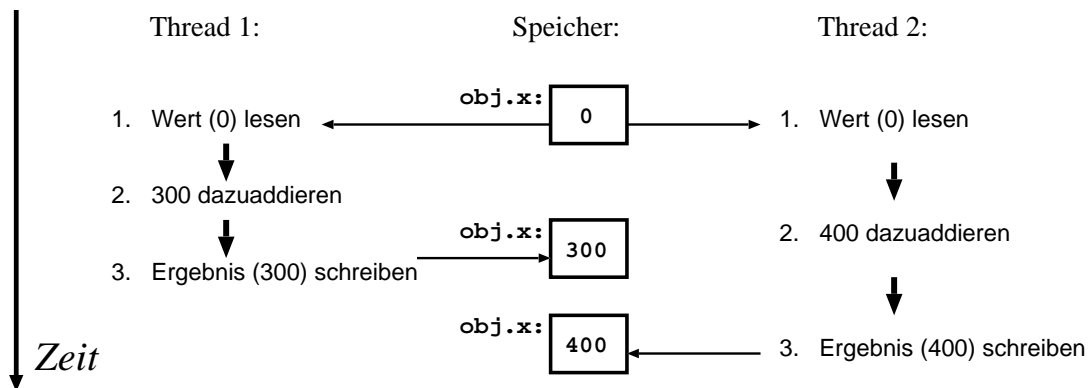 Thread 1:
Speicher:
Thread 2:
obj.x:
0
1. Wert (0) lesen
1. Wert (0) lesen
2. 300 dazuaddieren
obj.x:
300
2. 400 dazuaddieren
3. Ergebnis (300) schreiben
obj.x:
400
3. Ergebnis (400) schreiben
Zeit